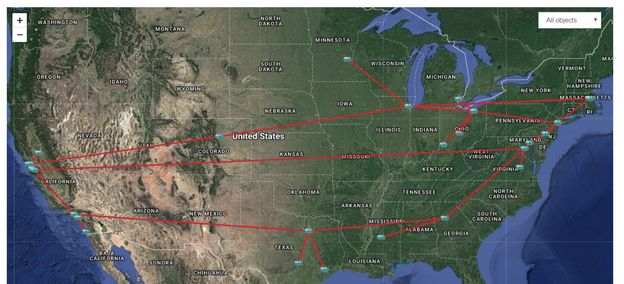 +
−
All objects
WASHINGTON
MONTANA
NORTH
DAKOTA
MINNESOTA
OREGON
IDAHO
WYOMING
SOUTH
DAKOTA
WISCONSIN
MICHIGAN
VERMONT
NEW
HAMPSHIRE
NEW YORK
MASSACHUSETTS
CT
RI
NEBRASKA
IOWA
PENNSYLVANIA
NJ
NEVADA
United States
COLORADO
KANSAS
MISSOURI
ILLINOIS
INDIANA
OHIO
WEST
VIRGINIA
MARYLAND
DE
CALIFORNIA
KENTUCKY
VIRGINIA
ARIZONA
NEW MEXICO
OKLAHOMA
ARKANSAS
TENNESSEE
NORTH
CAROLINA
MISSISSIPPI
ALABAMA
SOUTH
CAROLINA
GEORGIA
TEXAS
LOUISIANA
BAJA
CALIFORNIA
SONORA
CHIHUAHUA